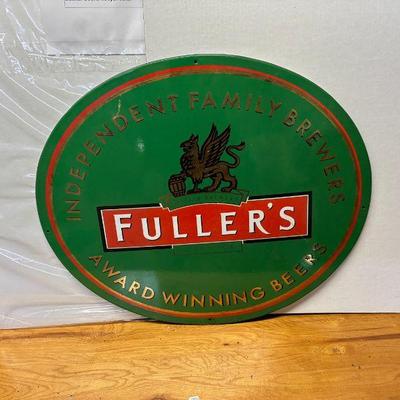 INDEPENDENT FAMILY BREWERS
FULLER'S
AWARD WINNING BEERS